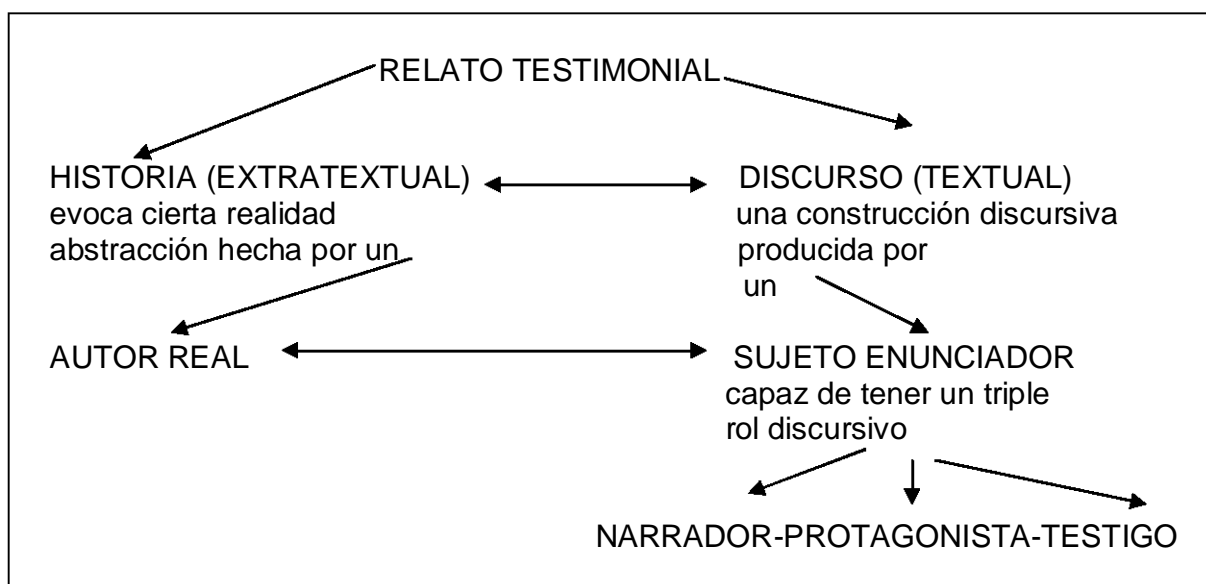 RELATO TESTIMONIAL
HISTORIA (EXTRATEXTUAL)
evoca cierta realidad
abstracción hecha por un
DISCURSO (TEXTUAL)
una construcción discursiva
producida por
un
AUTOR REAL
SUJETO ENUNCIADOR
capaz de tener un triple
rol discursivo
NARRADOR-PROTAGONISTA-TESTIGO